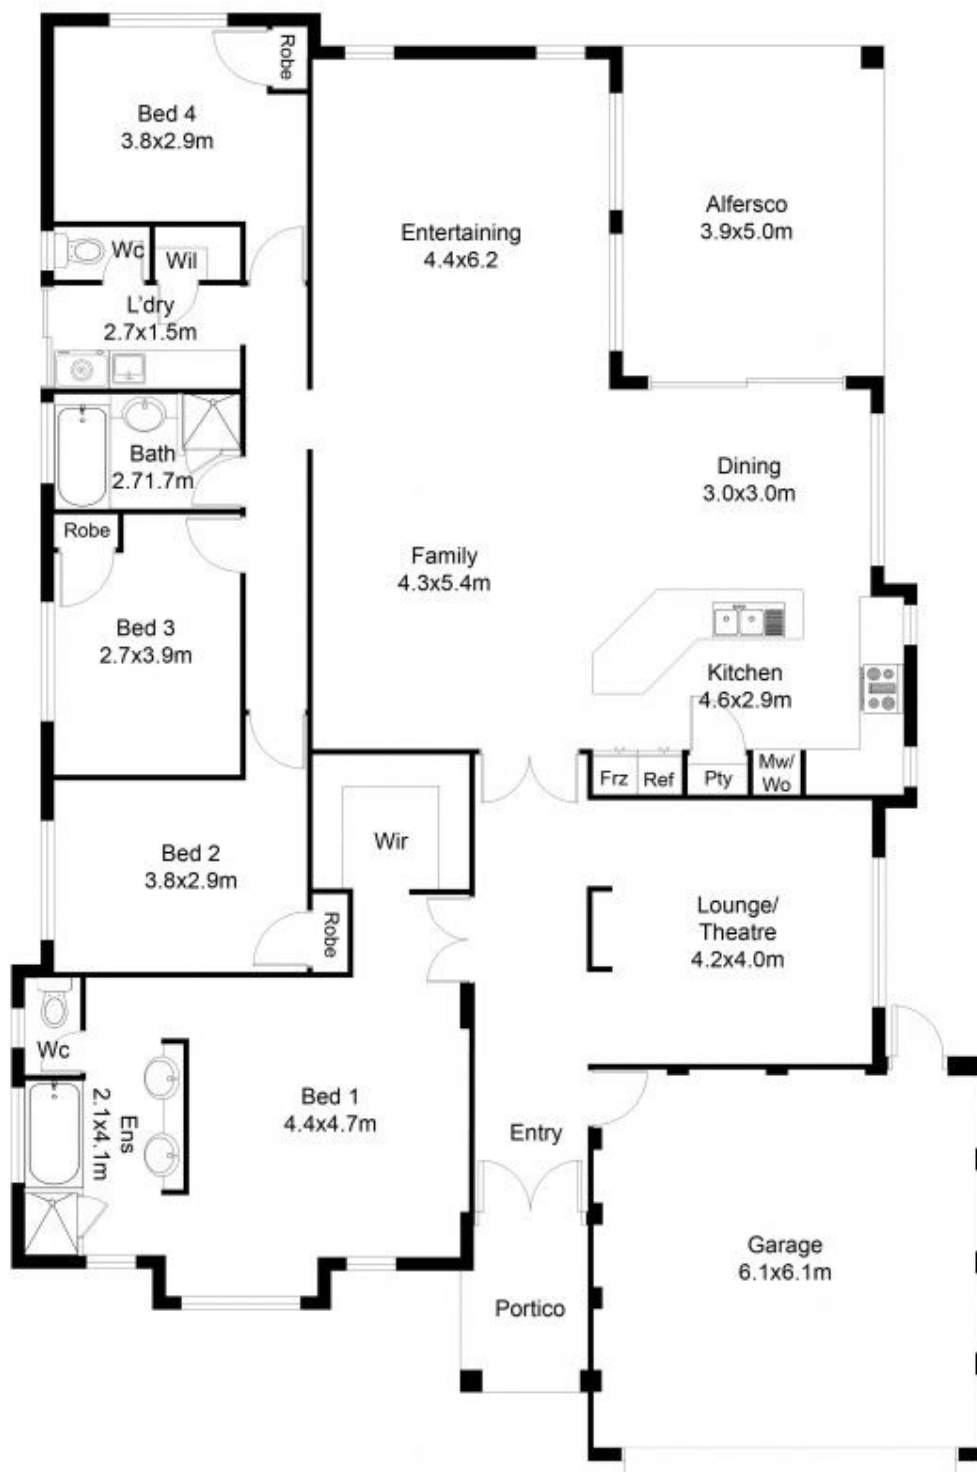 Robe
Bed 4
3.8x2.9m
Alfersco
3.9x5.0m
Entertaining
4.4x6.2
Wc
Wil
L'dry
2.7x1.5m
Bath
2.71.7m
Dining
3.0x3.0m
Robe
Family
4.3x5.4m
Bed 3
2.7x3.9m
Kitchen
4.6x2.9m
Frz
Ref
Pty
Mw/
Wo
Wir
Bed 2
3.8x2.9m
Robe
Lounge/
Theatre
4.2x4.0m
Wc
Ens
2.1x4.1m
Bed 1
4.4x4.7m
Entry
Garage
6.1x6.1m
Portico